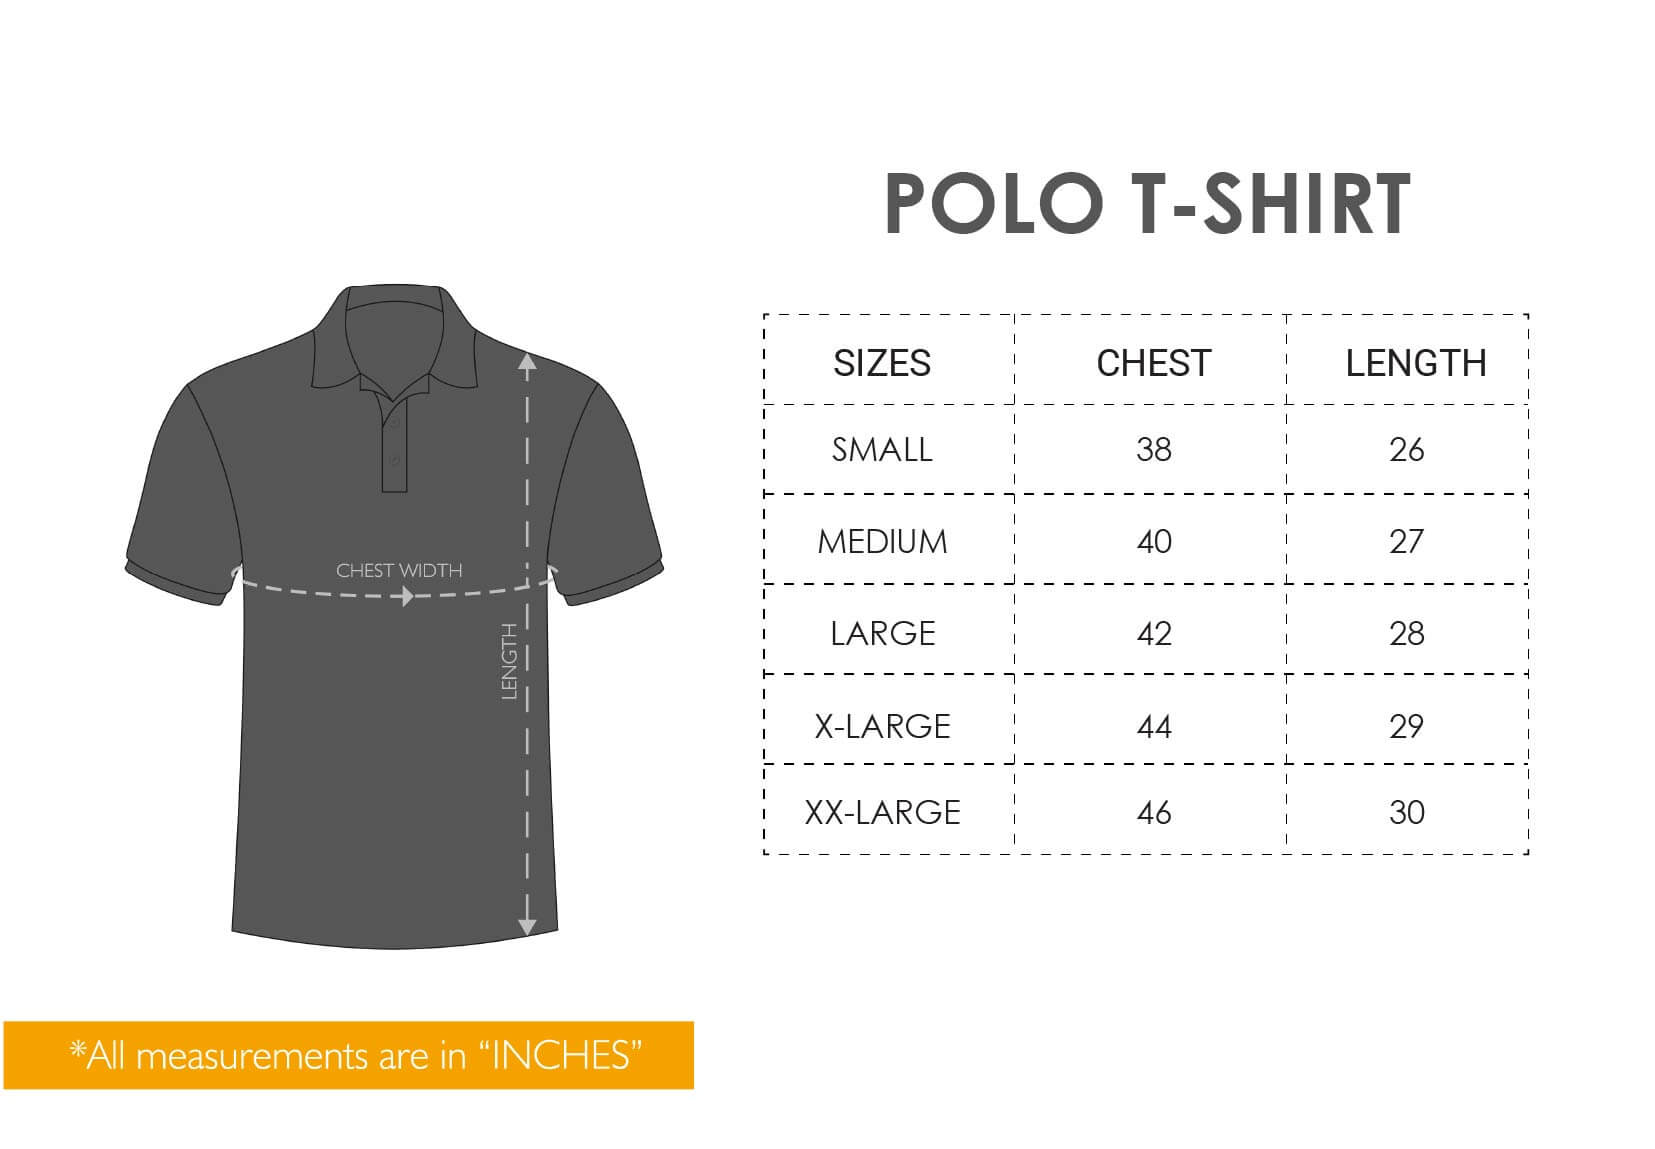 POLO T-SHIRT
SIZES CHEST LENGTH
SMALL 38 26
MEDIUM 40 27
LARGE 42 28
X-LARGE 44 29
XX-LARGE 46 30
CHEST WIDTH
LENGTH
*All measurements are in “INCHES”